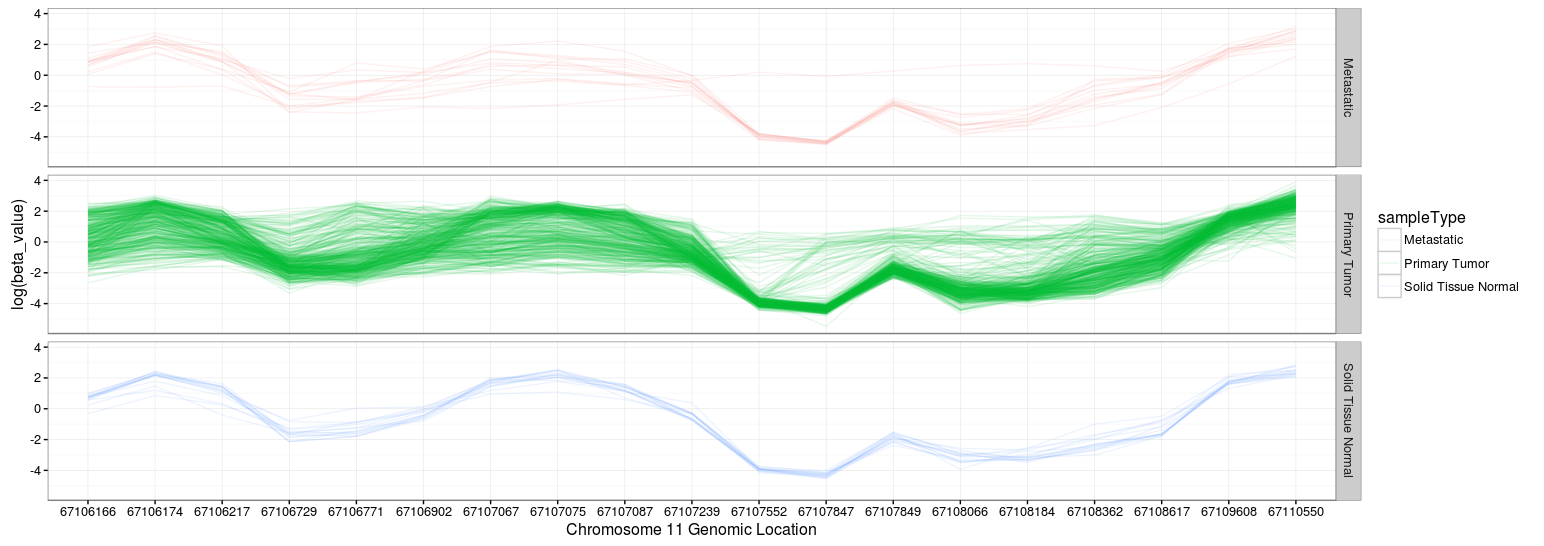 4
2
0
-2
-4
Metastatic
4
2
0
-2
-4
Primary Tumor
4
2
0
-2
-4
Solid Tissue Normal
log(beta_value)
67106166 67106174 67106217 67106729 67106771 67106902 67107067 67107075 67107087 67107239 67107552 67107847 67107849 67108066 67108184 67108362 67108617 67109608 67110550
Chromosome 11 Genomic Location
sampleType
Metastatic
Primary Tumor
Solid Tissue Normal